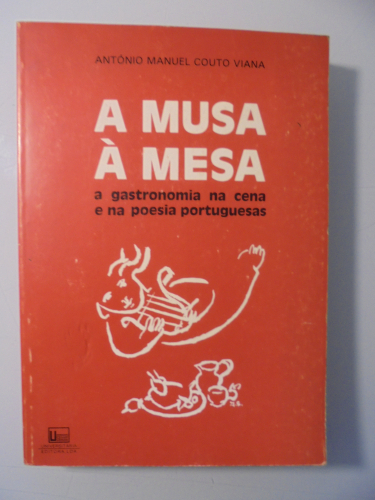 ANTÓNIO MANUEL COUTO VIANA
A MUSA
À MESA
a gastronomia na cena
e na poesia portuguesas